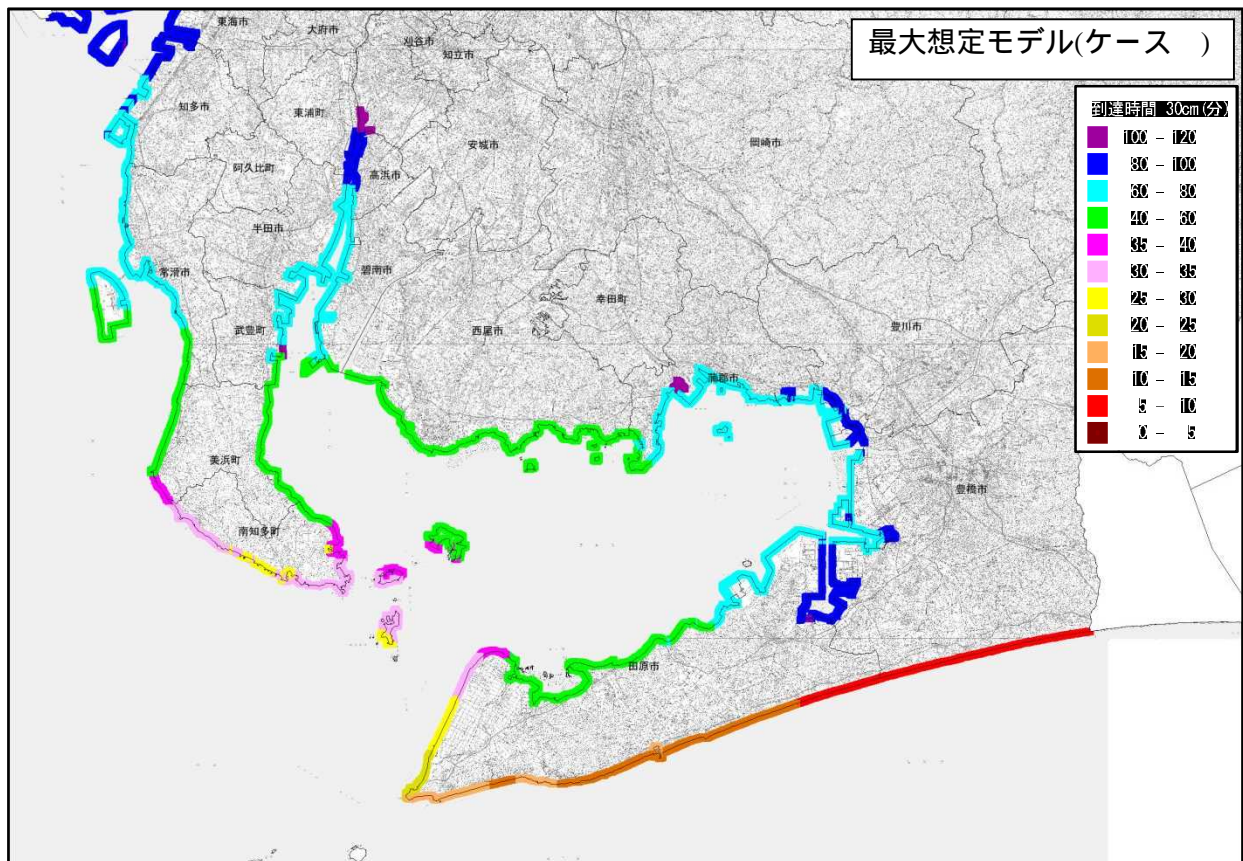 最大想定モデル(ケース　)
到達時間 30cm(分)
100 - 120
80 - 100
60 - 80
40 - 60
35 - 40
30 - 35
25 - 30
20 - 25
15 - 20
10 - 15
5 - 10
0 - 5
東海市
大府市
刈谷市
知立市
知多市
東浦町
安城市
岡崎市
阿久比町
高浜市
半田市
常滑市
碧南市
幸田町
武豊町
西尾市
豊川市
蒲郡市
美浜町
豊橋市
南知多町
田原市